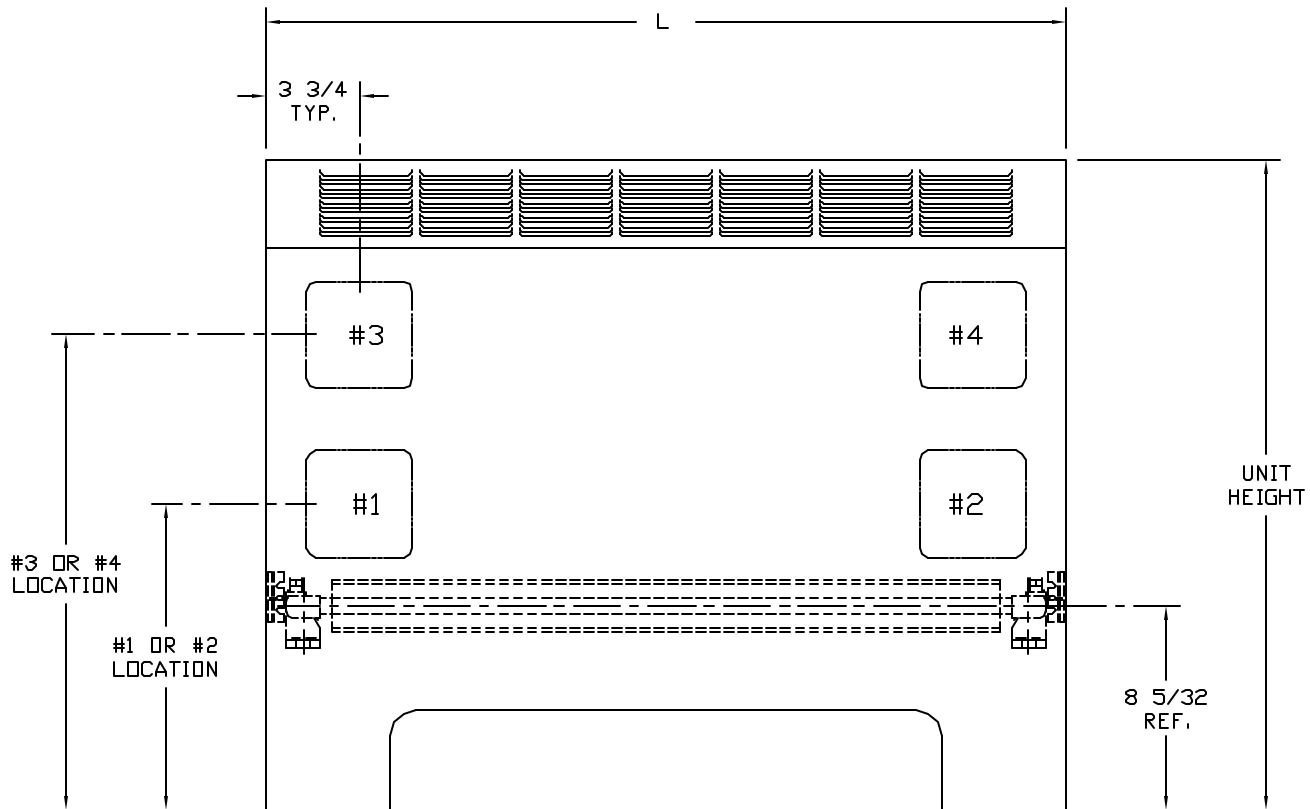 L
3 3/4
TYP.
#3
#4
#1
#2
UNIT
HEIGHT
#3 OR #4
LOCATION
#1 OR #2
LOCATION
8 5/32
REF.